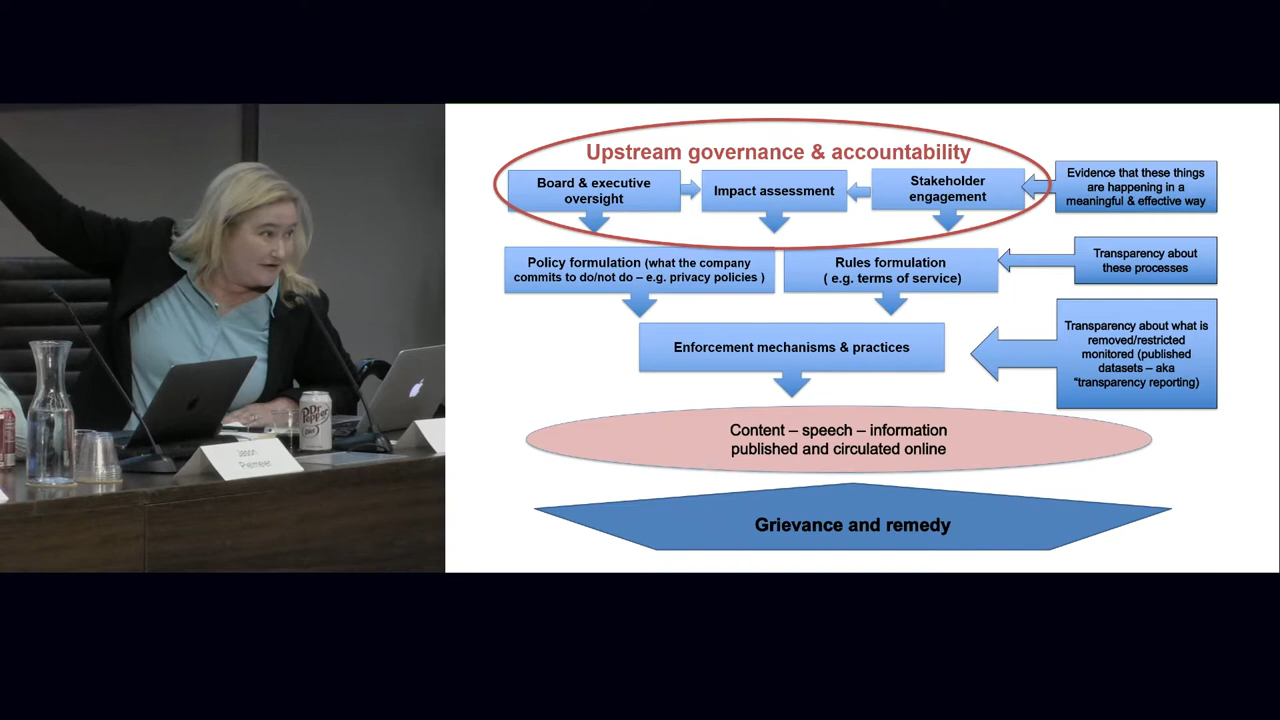 Upstream governance & accountability
Board & executive
oversight
Impact assessment
Stakeholder
engagement
Evidence that these things
are happening in a
meaningful & effective way
Policy formulation (what the company
commits to do/not do – e.g. privacy policies )
Rules formulation
( e.g. terms of service)
Transparency about
these processes
Enforcement mechanisms & practices
Transparency about what is
removed/restricted
monitored (published
datasets – aka
“transparency reporting)
Content – speech – information
published and circulated online
Grievance and remedy
Jason
Pielmeier
Dr
Pepper
Diet